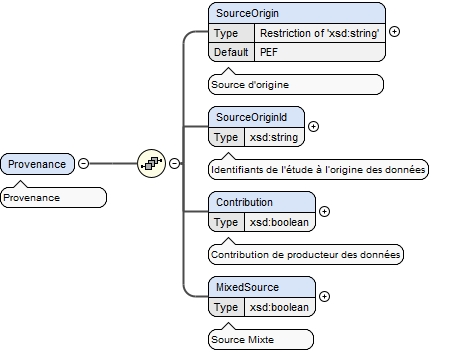 SourceOrigin
Type Restriction of 'xsd:string'
Default PEF
Source d'origine
SourceOriginId
Type xsd:string
Identifiants de l'étude à l'origine des données
Provenance
Provenance
Contribution
Type xsd:boolean
Contribution de producteur des données
MixedSource
Type xsd:boolean
Source Mixte